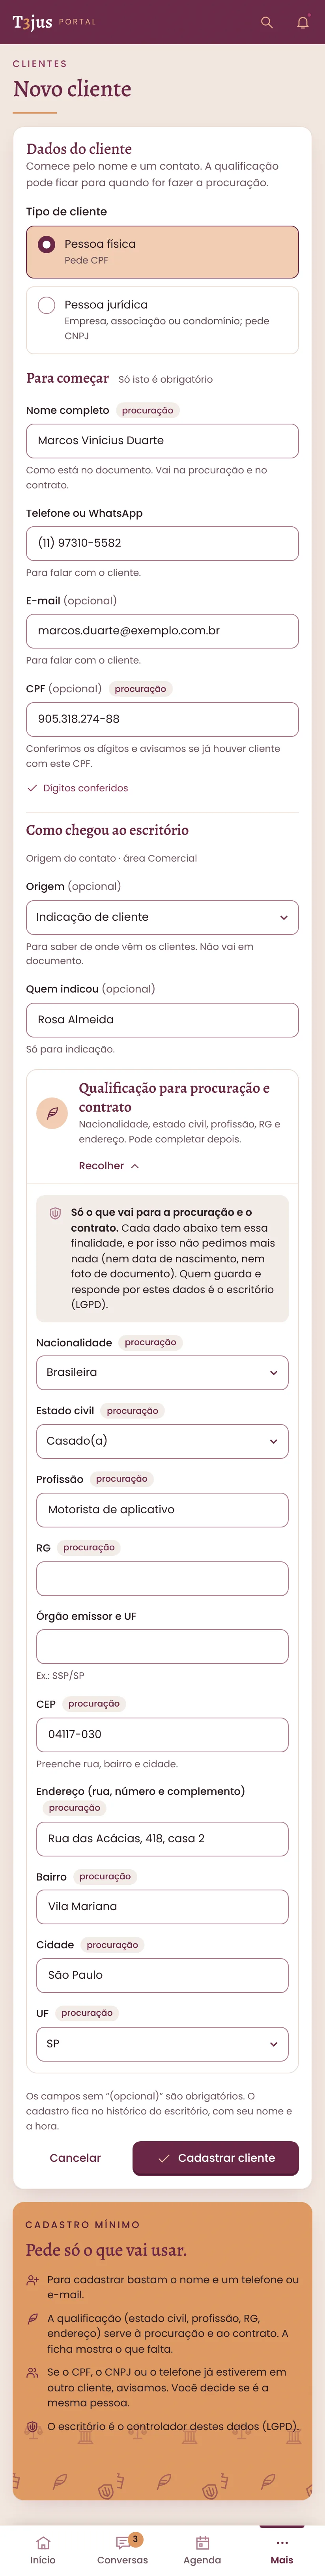 T3jus PORTAL
CLIENTES
Novo cliente
Dados do cliente
Comece pelo nome e um contato. A qualificação
pode ficar para quando for fazer a procuração.
Tipo de cliente
Pessoa física
Pede CPF
Pessoa jurídica
Empresa, associação ou condomínio; pede
CNPJ
Para começar Só isto é obrigatório
Nome completo procuração
Marcos Vinícius Duarte
Como está no documento. Vai na procuração e no
contrato.
Telefone ou WhatsApp
(11) 97310-5582
Para falar com o cliente.
E-mail (opcional)
marcos.duarte@exemplo.com.br
Para falar com o cliente.
CPF (opcional) procuração
905.318.274-88
Conferimos os dígitos e avisamos se já houver cliente
com este CPF.
Dígitos conferidos
Como chegou ao escritório
Origem do contato · área Comercial
Origem (opcional)
Indicação de cliente
Para saber de onde vêm os clientes. Não vai em
documento.
Quem indicou (opcional)
Rosa Almeida
Só para indicação.
Qualificação para procuração e
contrato
Nacionalidade, estado civil, profissão, RG e
endereço. Pode completar depois.
Recolher
Só o que vai para a procuração e o
contrato. Cada dado abaixo tem essa
finalidade, e por isso não pedimos mais
nada (nem data de nascimento, nem
foto de documento). Quem guarda e
responde por estes dados é o escritório
(LGPD).
Nacionalidade procuração
Brasileira
Estado civil procuração
Casado(a)
Profissão procuração
Motorista de aplicativo
RG procuração
Órgão emissor e UF
Ex.: SSP/SP
CEP procuração
04117-030
Preenche rua, bairro e cidade.
Endereço (rua, número e complemento)
procuração
Rua das Acácias, 418, casa 2
Bairro procuração
Vila Mariana
Cidade procuração
São Paulo
UF procuração
SP
Os campos sem “(opcional)” são obrigatórios. O
cadastro fica no histórico do escritório, com seu nome e
a hora.
Cancelar Cadastrar cliente
CADASTRO MÍNIMO
Pede só o que vai usar.
Para cadastrar bastam o nome e um telefone ou
e-mail.
A qualificação (estado civil, profissão, RG,
endereço) serve à procuração e ao contrato. A
ficha mostra o que falta.
Se o CPF, o CNPJ ou o telefone já estiverem em
outro cliente, avisamos. Você decide se é a
mesma pessoa.
O escritório é o controlador destes dados (LGPD).
3
Início Conversas Agenda Mais